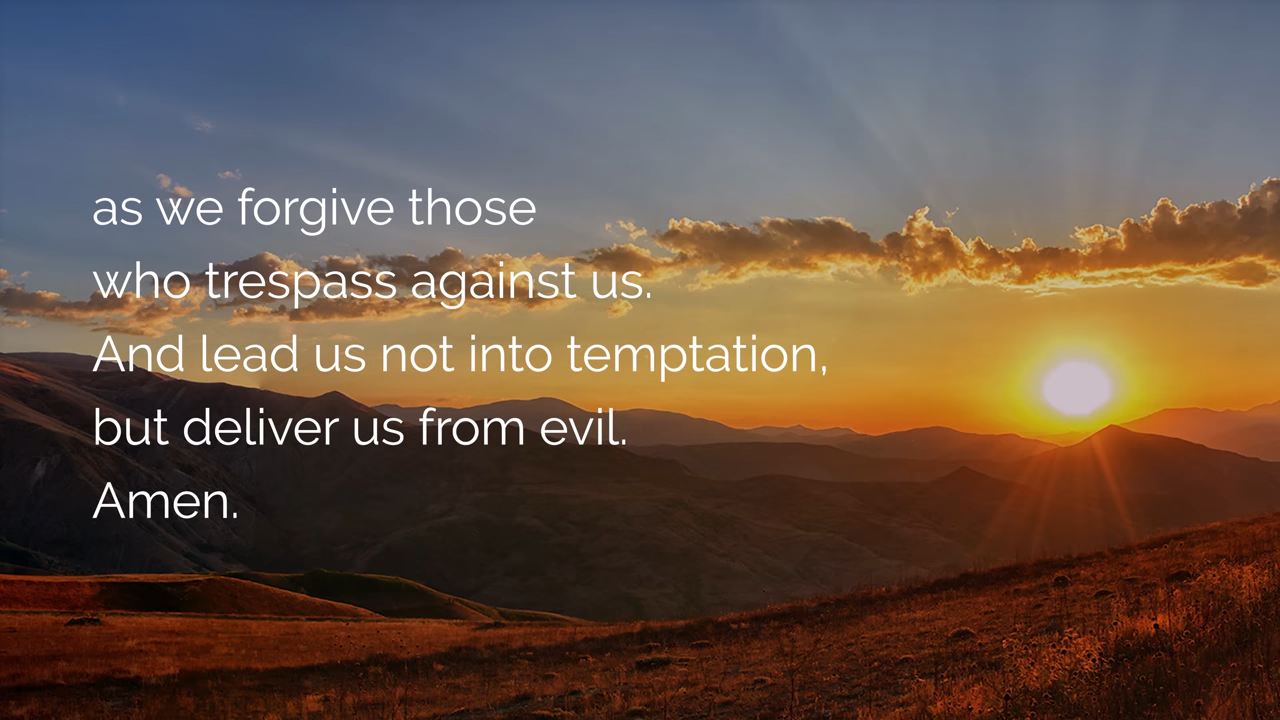 as we forgive those
who trespass against us.
And lead us not into temptation,
but deliver us from evil.
Amen.